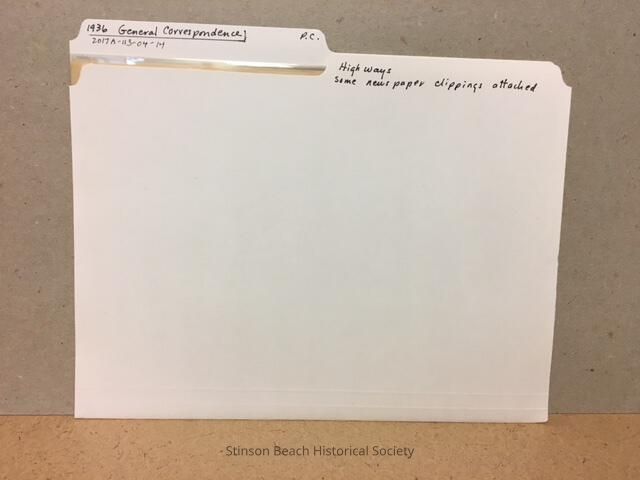 1936 General Correspondence]
P.C.
2017A-113-04-14
Highways
Some newspaper clippings attached
Stinson Beach Historical Society